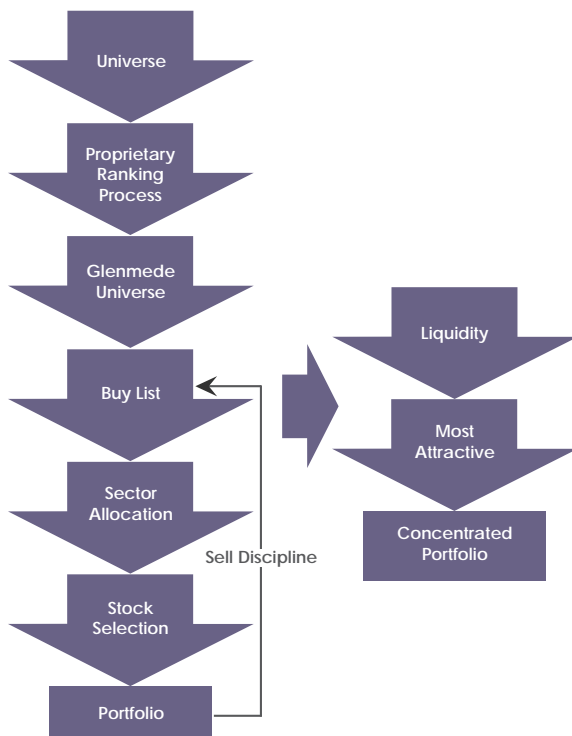 Universe
Proprietary
Ranking
Process
Glenmede
Universe
Buy List
Sector
Allocation
Sell Discipline
Stock
Selection
Portfolio
Liquidity
Most
Attractive
Concentrated
Portfolio